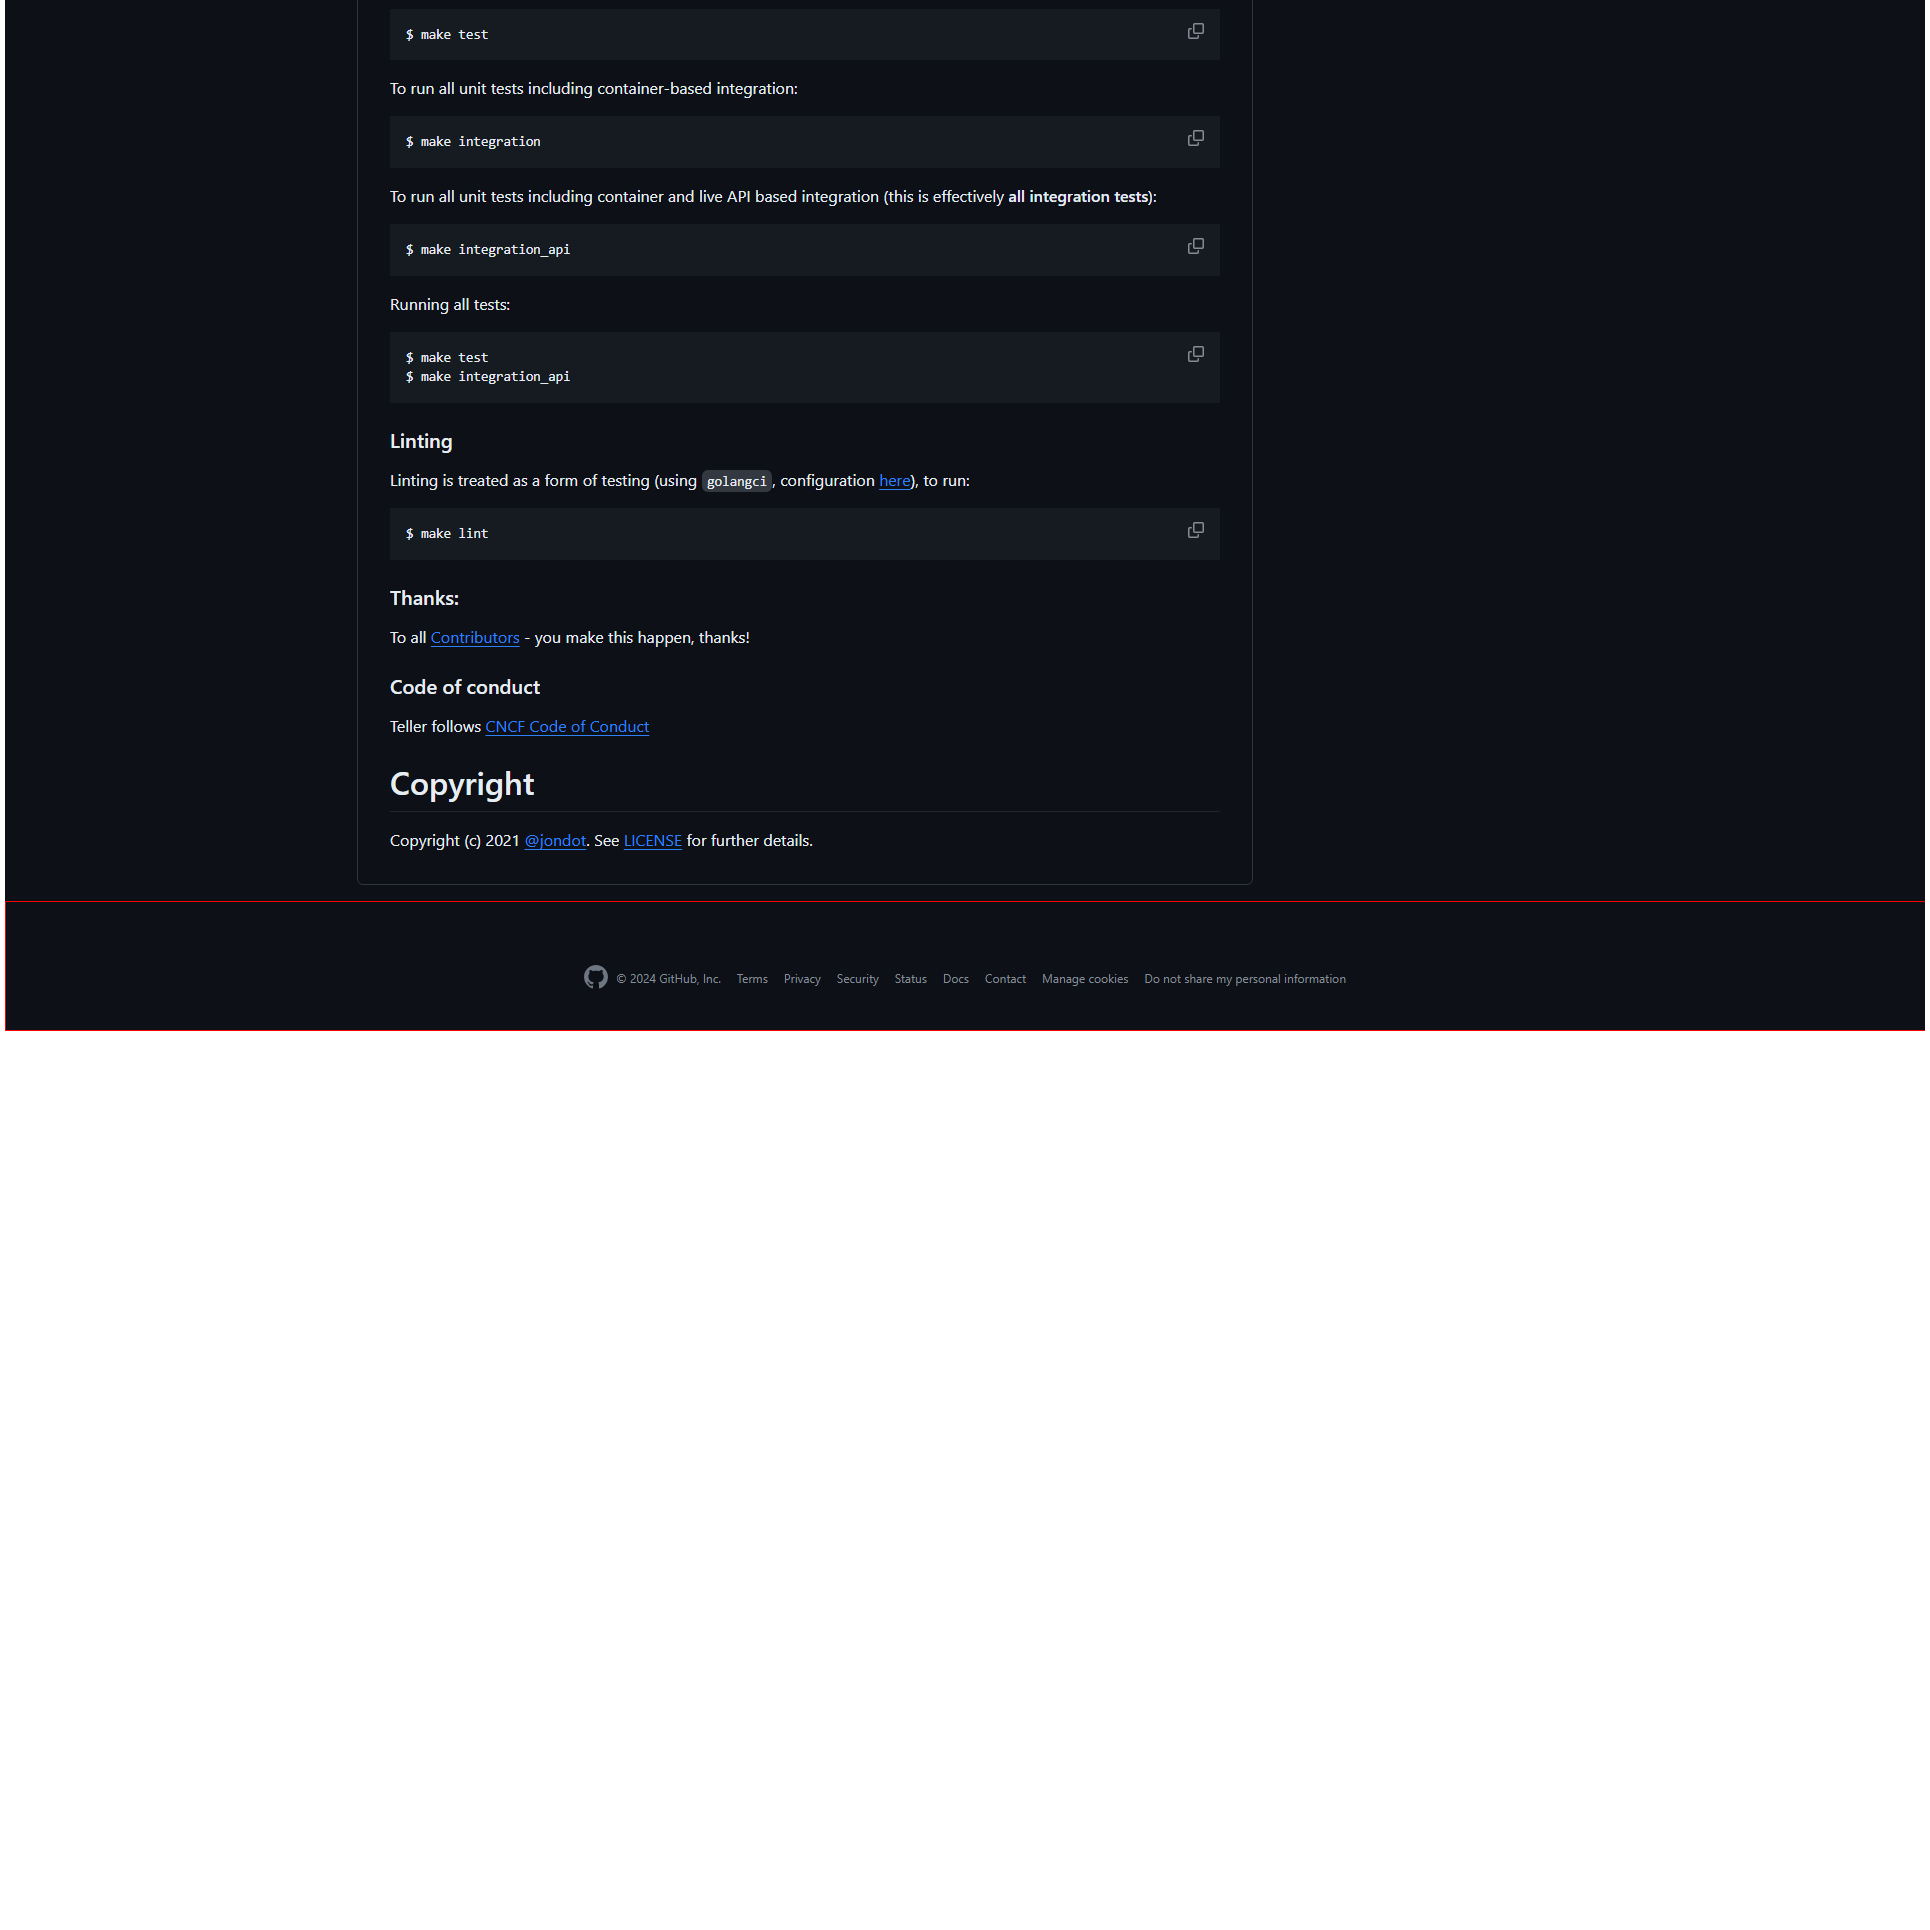 $ make test
To run all unit tests including container-based integration:
$ make integration
To run all unit tests including container and live API based integration (this is effectively all integration tests):
$ make integration_api
Running all tests:
$ make test
$ make integration_api
Linting
Linting is treated as a form of testing (using golangci, configuration here), to run:
$ make lint
Thanks:
To all Contributors - you make this happen, thanks!
Code of conduct
Teller follows CNCF Code of Conduct
Copyright
Copyright (c) 2021 @jondot. See LICENSE for further details.
© 2024 GitHub, Inc. Terms Privacy Security Status Docs Contact Manage cookies Do not share my personal information